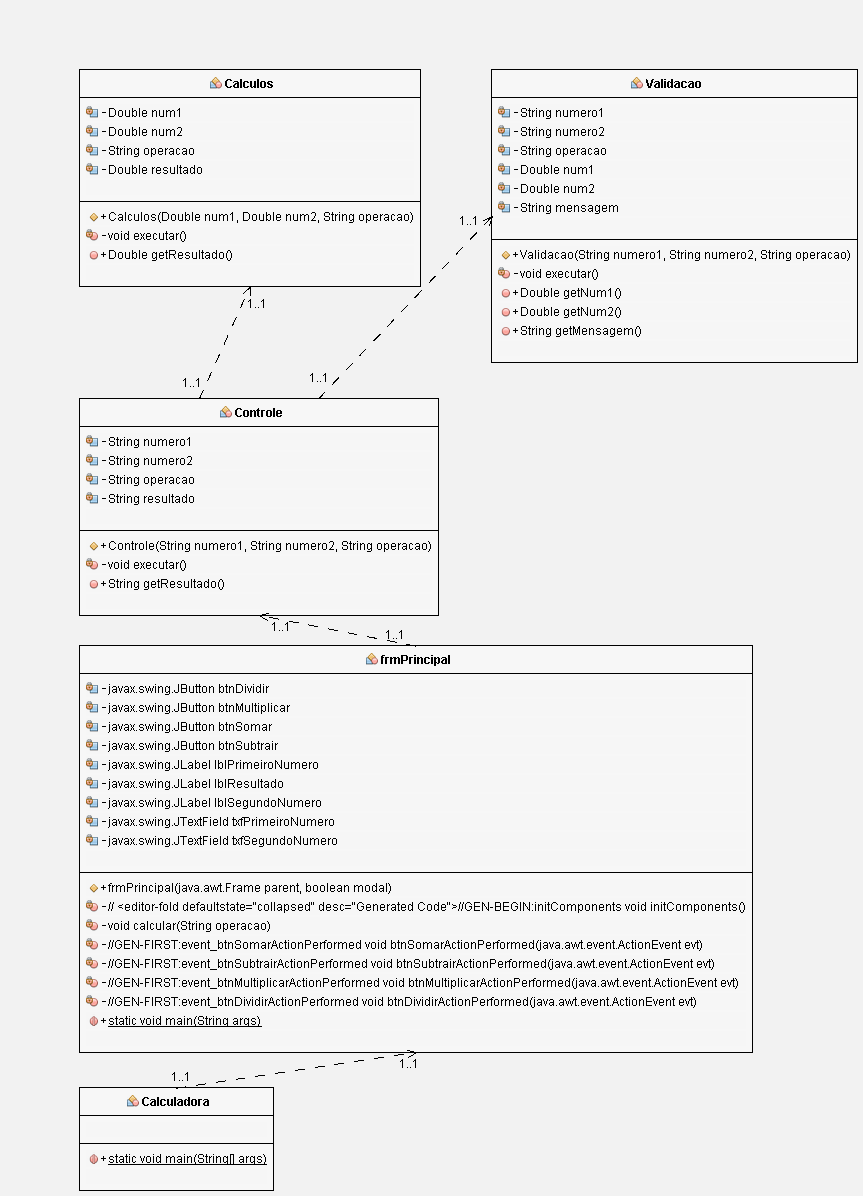 Calculos
-Double num1
-Double num2
-String operacao
-Double resultado
+Calculos(Double num1, Double num2, String operacao)
-void executar()
+Double getResultado()
Validacao
-String numero1
-String numero2
-String operacao
-Double num1
-Double num2
-String mensagem
+Validacao(String numero1, String numero2, String operacao)
-void executar()
+Double getNum1()
+Double getNum2()
+String getMensagem()
1..1
1..1
1..1
1..1
Controle
-String numero1
-String numero2
-String operacao
-String resultado
+Controle(String numero1, String numero2, String operacao)
-void executar()
+String getResultado()
1..1
1..1
frmPrincipal
-javax.swing.JButton btnDividir
-javax.swing.JButton btnMultiplicar
-javax.swing.JButton btnSomar
-javax.swing.JButton btnSubtrair
-javax.swing.JLabel lblPrimeiroNumero
-javax.swing.JLabel lblResultado
-javax.swing.JLabel lblSegundoNumero
-javax.swing.JTextField txfPrimeiroNumero
-javax.swing.JTextField txfSegundoNumero
+frmPrincipal(java.awt.Frame parent, boolean modal)
-// <editor-fold defaultstate="collapsed" desc="Generated Code">//GEN-BEGIN:initComponents void initComponents()
-void calcular(String operacao)
-//GEN-FIRST:event_btnSomarActionPerformed void btnSomarActionPerformed(java.awt.event.ActionEvent evt)
-//GEN-FIRST:event_btnSubtrairActionPerformed void btnSubtrairActionPerformed(java.awt.event.ActionEvent evt)
-//GEN-FIRST:event_btnMultiplicarActionPerformed void btnMultiplicarActionPerformed(java.awt.event.ActionEvent evt)
-//GEN-FIRST:event_btnDividirActionPerformed void btnDividirActionPerformed(java.awt.event.ActionEvent evt)
+static void main(String args)
1..1
1..1
Calculadora
+static void main(String[] args)